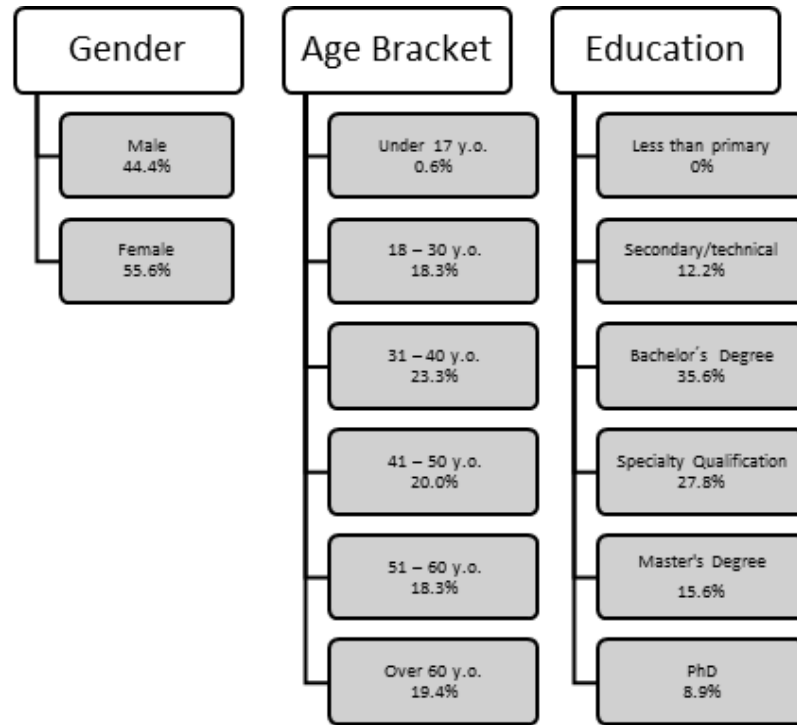 Gender
Male
44.4%
Female
55.6%
Age Bracket
Under 17 y.o.
0.6%
18 – 30 y.o.
18.3%
31 – 40 y.o.
23.3%
41 – 50 y.o.
20.0%
51 – 60 y.o.
18.3%
Over 60 y.o.
19.4%
Education
Less than primary
0%
Secondary/technical
12.2%
Bachelor´s Degree
35.6%
Specialty Qualification
27.8%
Master's Degree
15.6%
PhD
8.9%